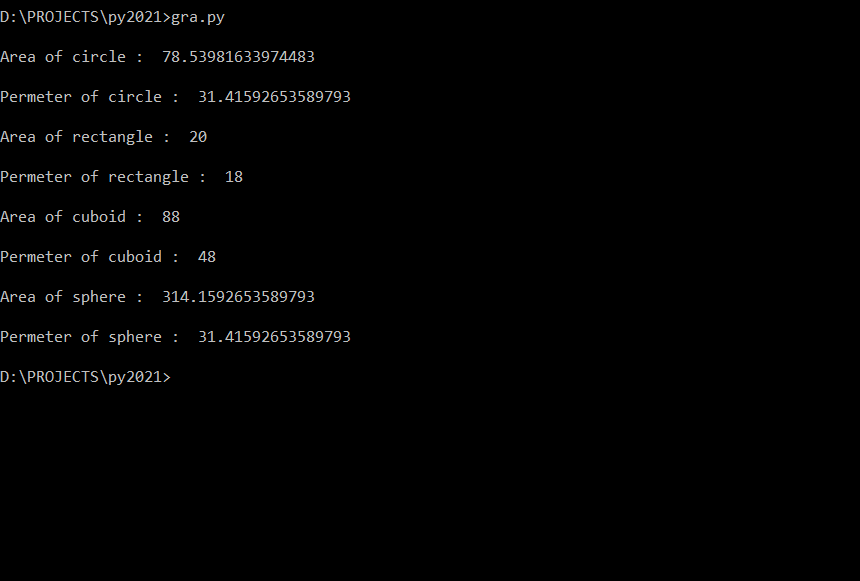 D:\PROJECTS\py2021>gra.py
Area of circle :  78.53981633974483
Permeter of circle :  31.41592653589793
Area of rectangle :  20
Permeter of rectangle :  18
Area of cuboid :  88
Permeter of cuboid :  48
Area of sphere :  314.1592653589793
Permeter of sphere :  31.41592653589793
D:\PROJECTS\py2021>